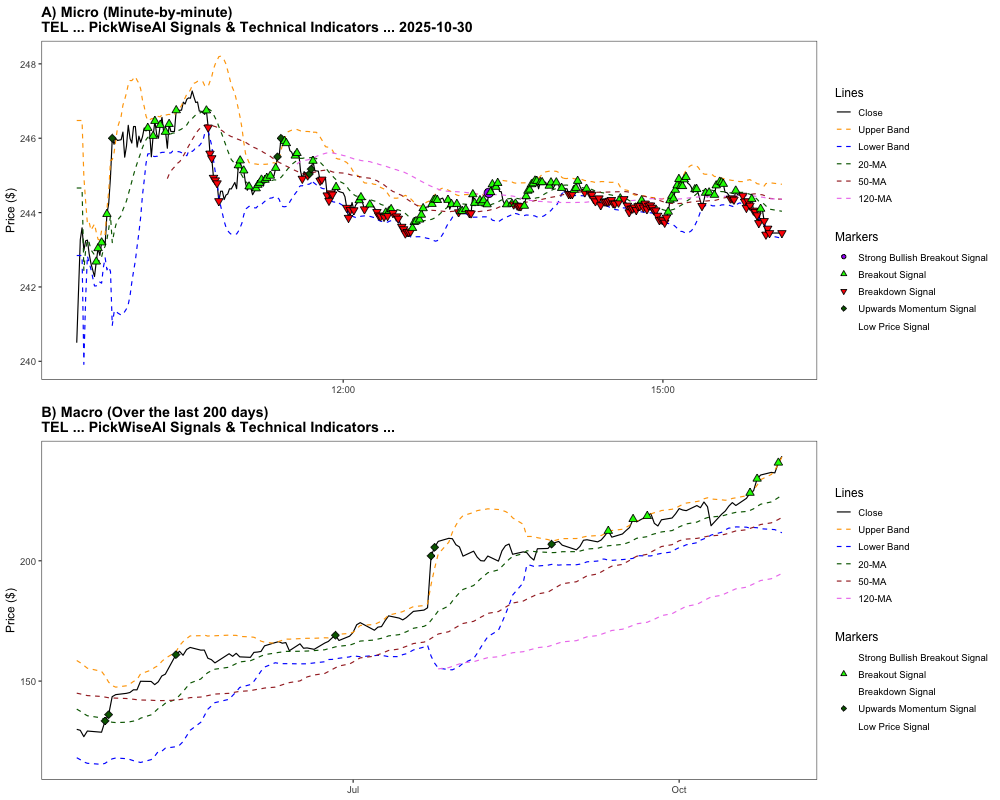 A) Micro (Minute-by-minute)
TEL ... PickWiseAI Signals & Technical Indicators ... 2025-10-30
Price ($)
248
246
244
242
240
12:00
15:00
Lines
Close
Upper Band
Lower Band
20-MA
50-MA
120-MA
Markers
Strong Bullish Breakout Signal
Breakout Signal
Breakdown Signal
Upwards Momentum Signal
Low Price Signal
B) Macro (Over the last 200 days)
TEL ... PickWiseAI Signals & Technical Indicators ...
Price ($)
200
150
Jul
Oct
Lines
Close
Upper Band
Lower Band
20-MA
50-MA
120-MA
Markers
Strong Bullish Breakout Signal
Breakout Signal
Breakdown Signal
Upwards Momentum Signal
Low Price Signal